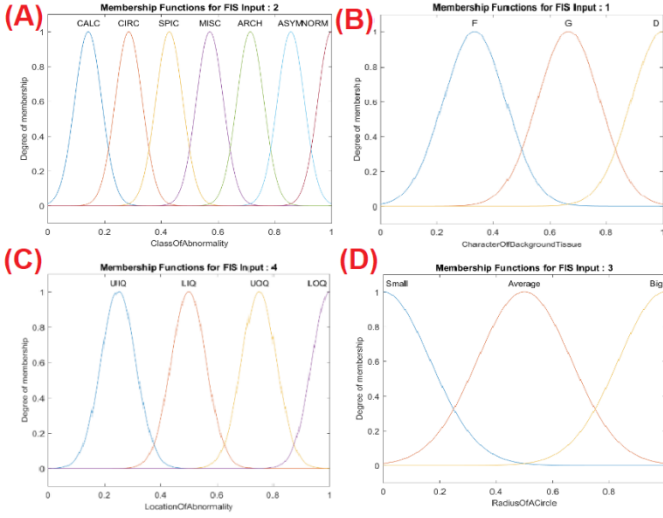 (A)
Membership Functions for FIS Input : 2
CALC CIRC SPIC MISC ARCH ASYM NORM
Degree of membership
1
0.8
0.6
0.4
0.2
0
0 0.2 0.4 0.6 0.8 1
ClassOfAbnormality
(B)
Membership Functions for FIS Input : 1
F G D
Degree of membership
1
0.8
0.6
0.4
0.2
0
0 0.2 0.4 0.6 0.8 1
CharacterOfBackgroundTissue
(C)
Membership Functions for FIS Input : 4
UIQ LIQ UOQ LOQ
Degree of membership
1
0.8
0.6
0.4
0.2
0
0 0.2 0.4 0.6 0.8 1
LocationOfAbnormality
(D)
Membership Functions for FIS Input : 3
Small Average Big
Degree of membership
1
0.8
0.6
0.4
0.2
0
0 0.2 0.4 0.6 0.8 1
RadiusOfACircle